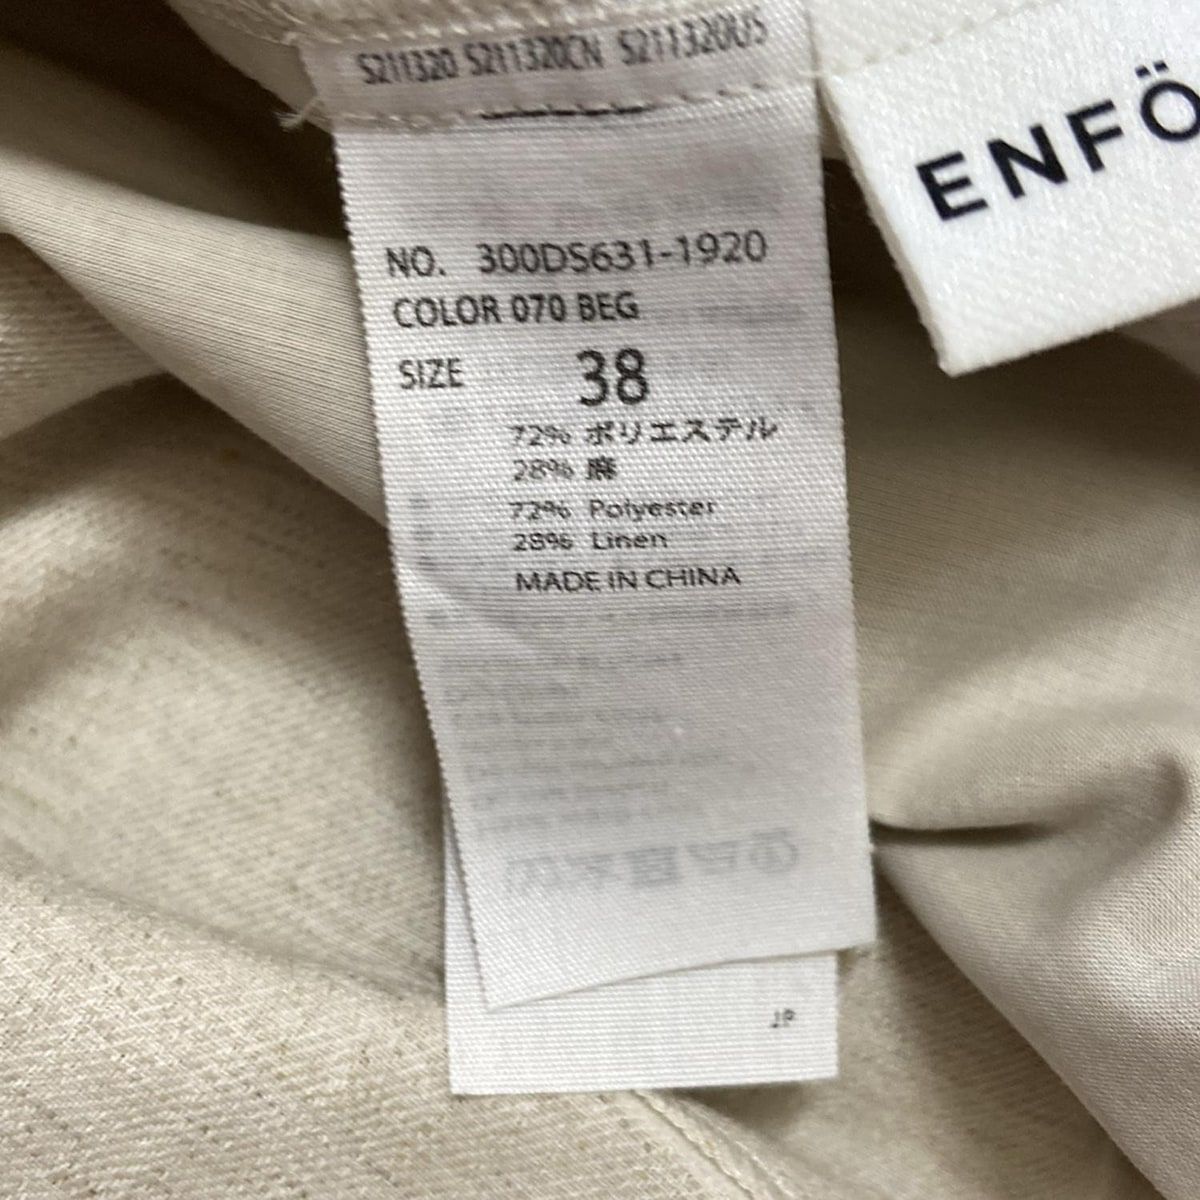 S211320 S211320CN S211320US
ENFÖ
NO. 300DS631-1920
COLOR 070 BEG
SIZE 38
72% ポリエステル
28% 麻
72% Polyester
28% Linen
MADE IN CHINA
JP